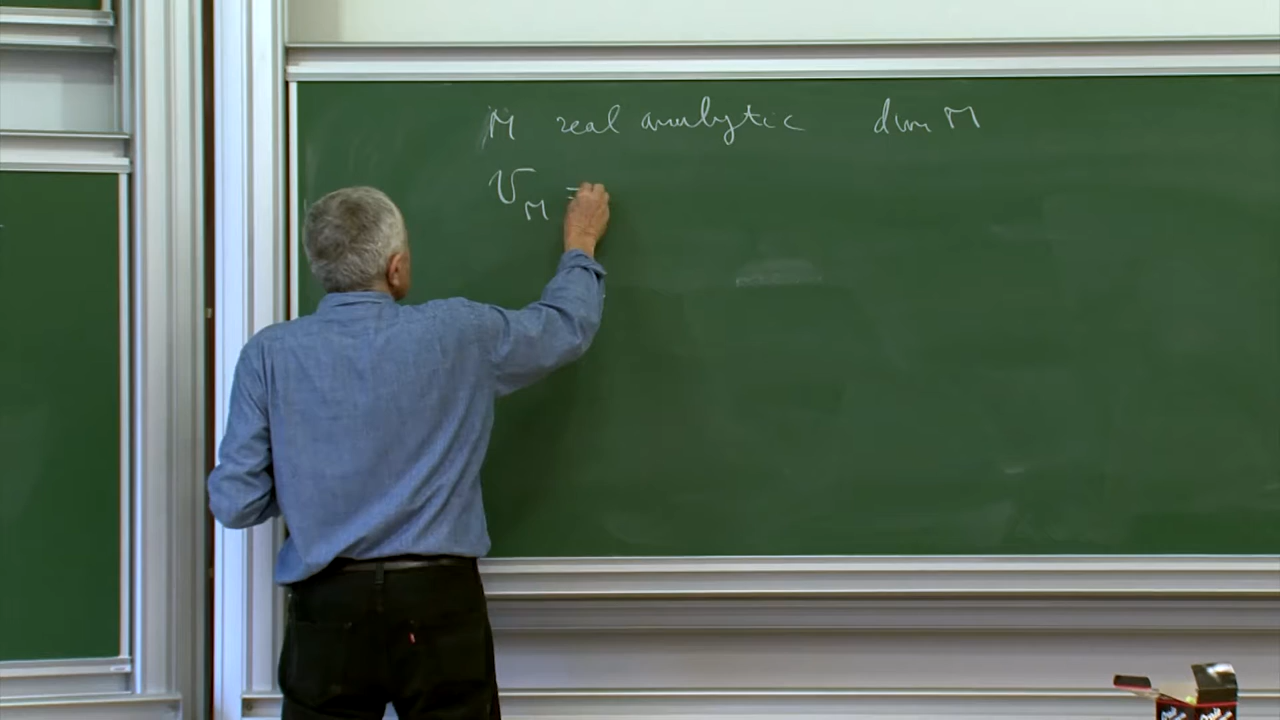 M real analytic dim M
𝒱_M =